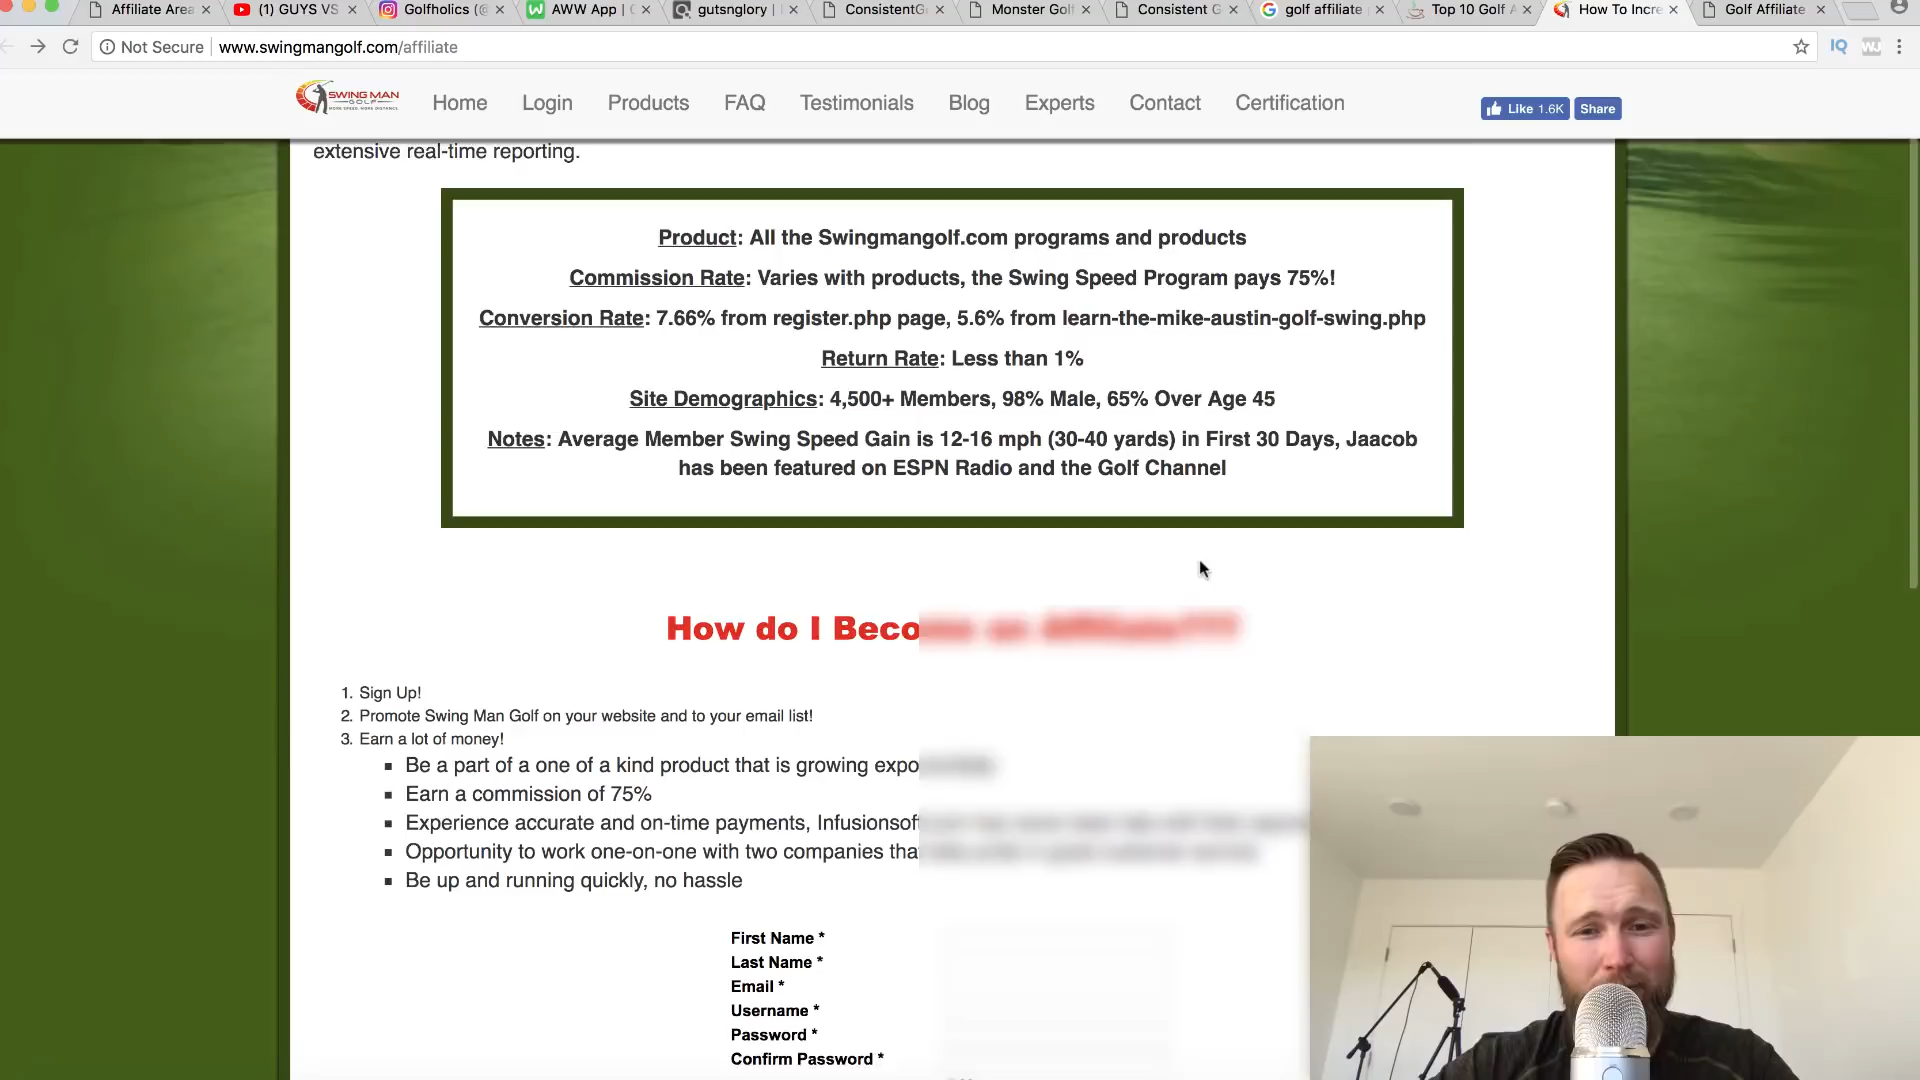 Affiliate Area
(1) GUYS VS
Golfholics (@
AWW App |
gutsnglory |
ConsistentG
Monster Golf
Consistent G
golf affiliate
Top 10 Golf A
How To Incre
Golf Affiliate
Not Secure
www.swingmangolf.com/affiliate
IQ
SWING MAN
GOLF
Home
Login
Products
FAQ
Testimonials
Blog
Experts
Contact
Certification
Like 1.6K
Share
extensive real-time reporting.
Product: All the Swingmangolf.com programs and products
Commission Rate: Varies with products, the Swing Speed Program pays 75%!
Conversion Rate: 7.66% from register.php page, 5.6% from learn-the-mike-austin-golf-swing.php
Return Rate: Less than 1%
Site Demographics: 4,500+ Members, 98% Male, 65% Over Age 45
Notes: Average Member Swing Speed Gain is 12-16 mph (30-40 yards) in First 30 Days, Jaacob
has been featured on ESPN Radio and the Golf Channel
How do I Beco
1. Sign Up!
2. Promote Swing Man Golf on your website and to your email list!
3. Earn a lot of money!
Be a part of a one of a kind product that is growing expo
Earn a commission of 75%
Experience accurate and on-time payments, Infusionsof
Opportunity to work one-on-one with two companies tha
Be up and running quickly, no hassle
First Name *
Last Name *
Email *
Username *
Password *
Confirm Password *